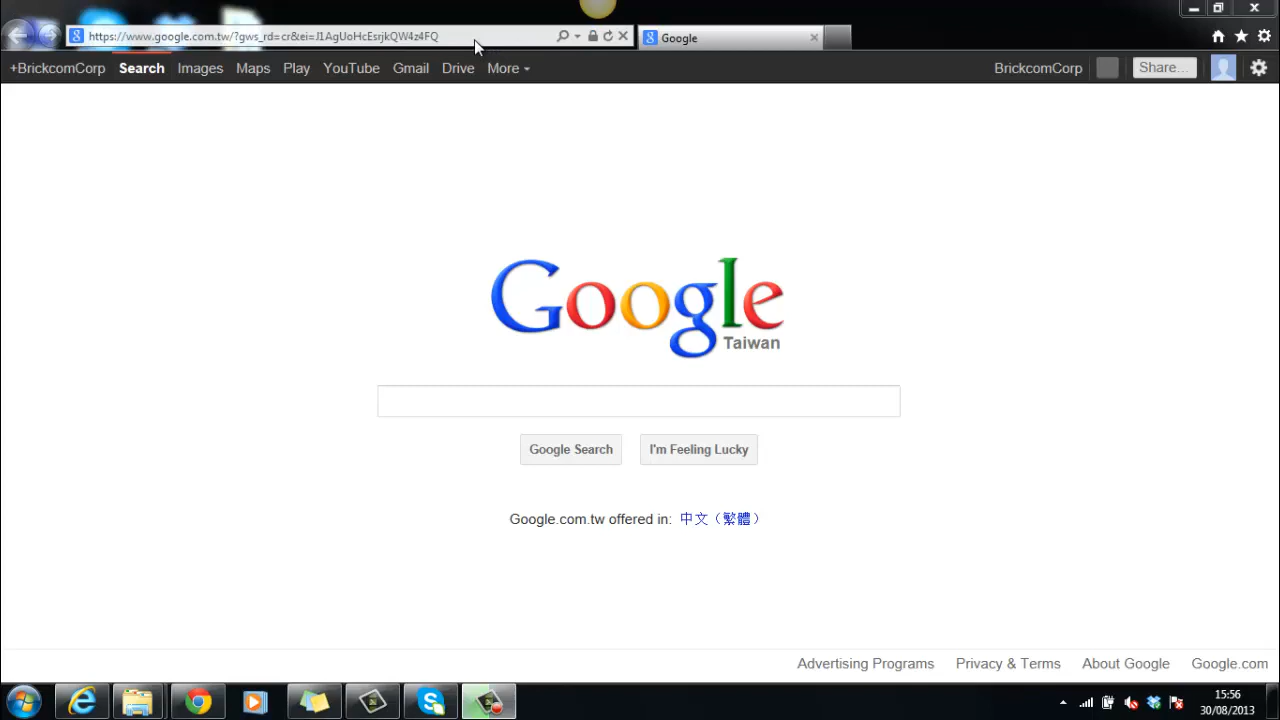 https://www.google.com.tw/?gws_rd=cr&ei=J1AgUoHcEsrjkQW4z4FQ
Google
+BrickcomCorp Search Images Maps Play YouTube Gmail Drive More BrickcomCorp Share...
Google
Taiwan
Google Search I'm Feeling Lucky
Google.com.tw offered in: 中文（繁體）
Advertising Programs Privacy & Terms About Google Google.com
15:56
30/08/2013